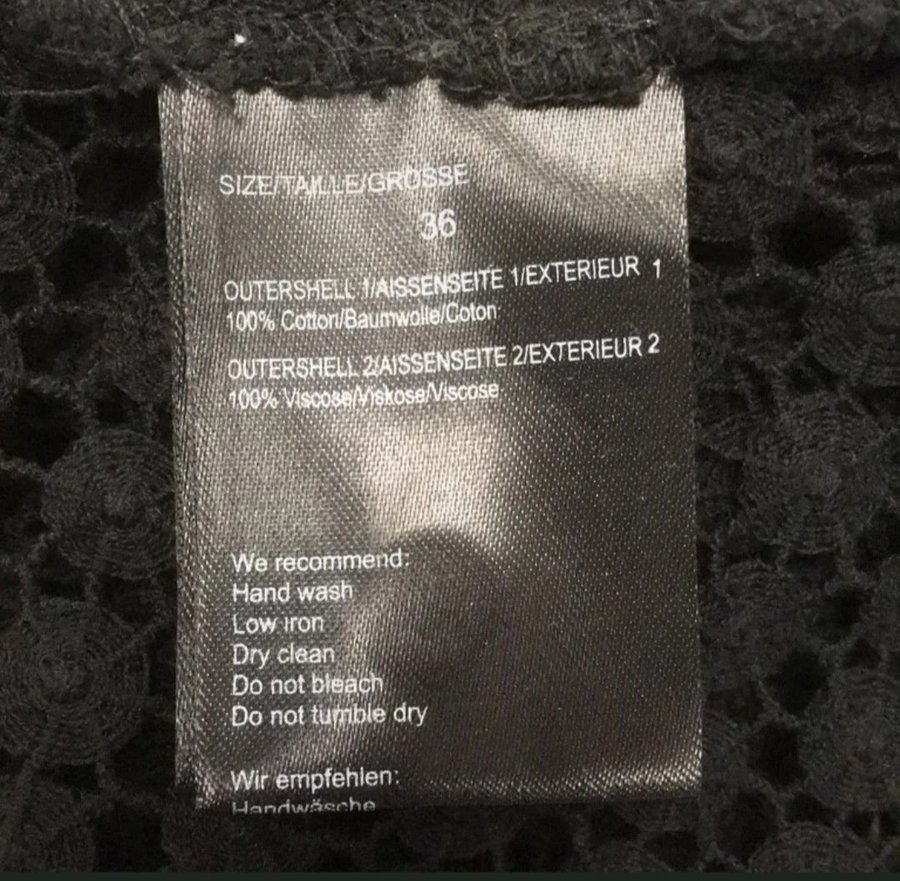 SIZE/TAILLE/GRÖSSE
36
OUTERSHELL 1/AISSENSEITE 1/EXTERIEUR 1
100% Cotton/Baumwolle/Coton
OUTERSHELL 2/AISSENSEITE 2/EXTERIEUR 2
100% Viscose/Viskose/Viscose
We recommend:
Hand wash
Low iron
Dry clean
Do not bleach
Do not tumble dry
Wir empfehlen:
Handwäsche